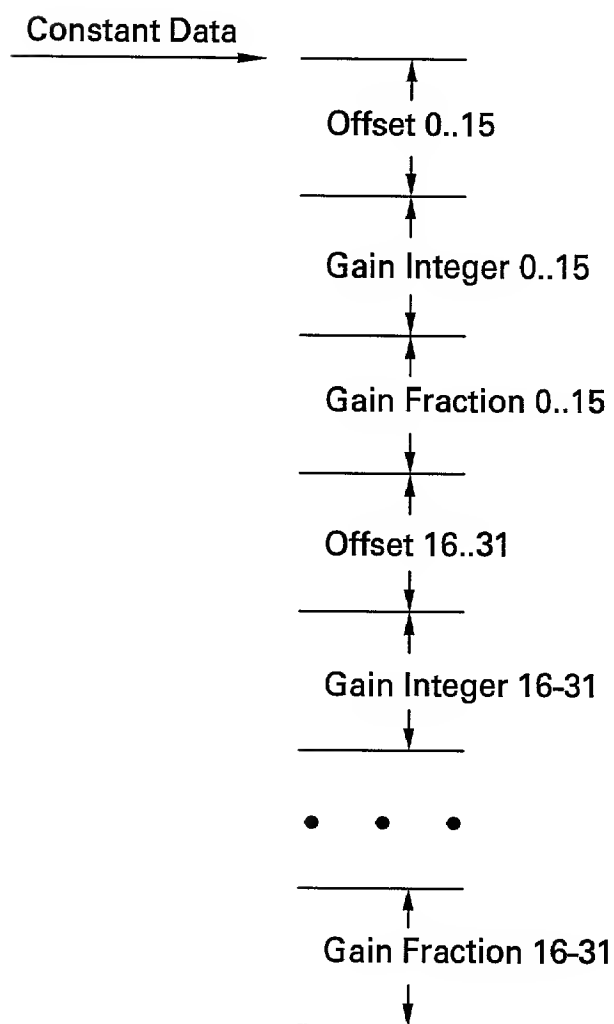 Constant Data
Offset 0..15
Gain Integer 0..15
Gain Fraction 0..15
Offset 16..31
Gain Integer 16-31
• • •
Gain Fraction 16-31